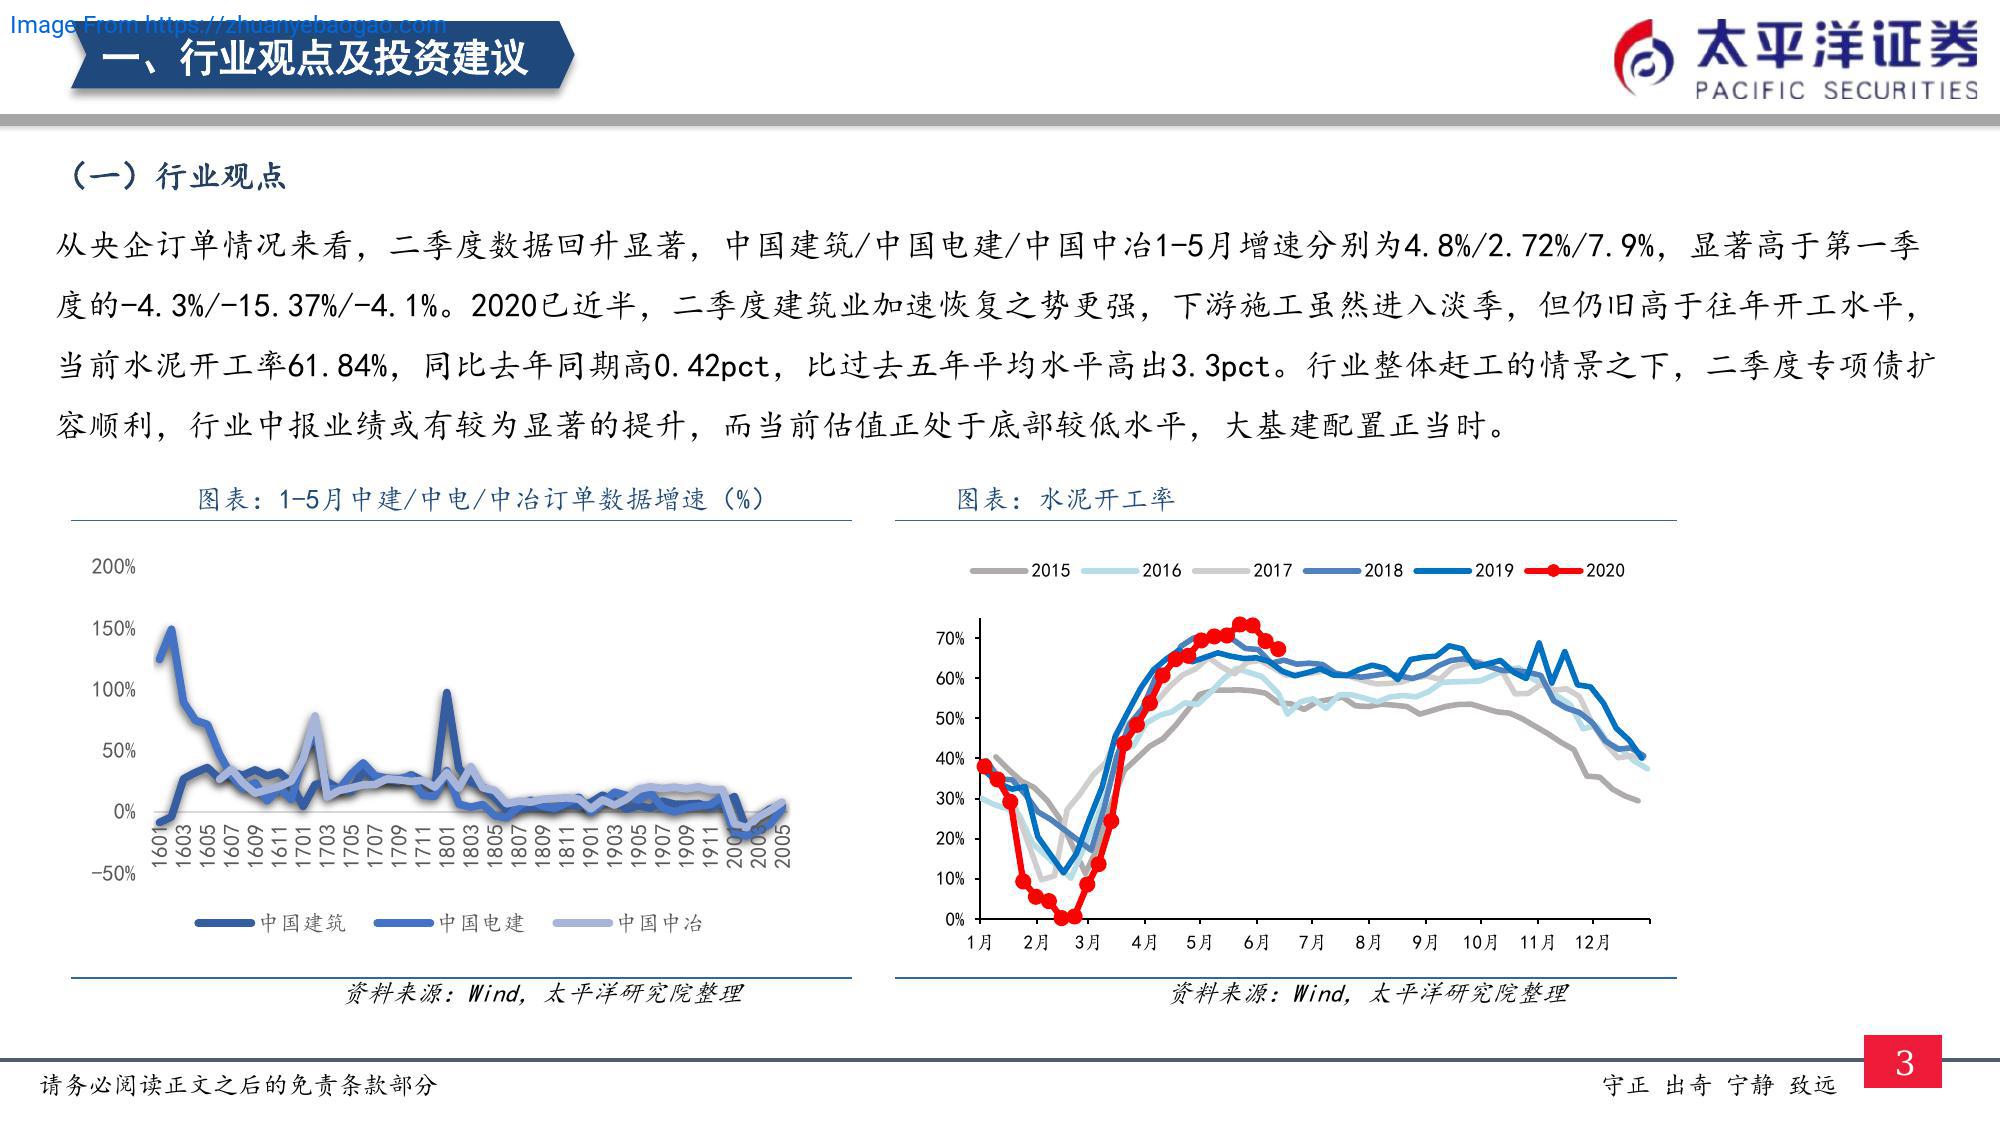 Image From https://zhuanyebaogao.com
一、行业观点及投资建议
太平洋证券
PACIFIC SECURITIES
（一）行业观点
从央企订单情况来看，二季度数据回升显著，中国建筑/中国电建/中国中冶1-5月增速分别为4.8%/2.72%/7.9%，显著高于第一季
度的-4.3%/-15.37%/-4.1%。2020已近半，二季度建筑业加速恢复之势更强，下游施工虽然进入淡季，但仍旧高于往年开工水平，
当前水泥开工率61.84%，同比去年同期高0.42pct，比过去五年平均水平高出3.3pct。行业整体赶工的情景之下，二季度专项债扩
容顺利，行业中报业绩或有较为显著的提升，而当前估值正处于底部较低水平，大基建配置正当时。
图表：1-5月中建/中电/中冶订单数据增速（%）
200%
150%
100%
50%
0%
-50%
1601 1603 1605 1607 1609 1611 1701 1703 1705 1707 1709 1711 1801 1803 1805 1807 1809 1811 1901 1903 1905 1907 1909 1911 2001 2003 2005
中国建筑 中国电建 中国中冶
资料来源：Wind，太平洋研究院整理
图表：水泥开工率
2015 2016 2017 2018 2019 2020
70%
60%
50%
40%
30%
20%
10%
0%
1月 2月 3月 4月 5月 6月 7月 8月 9月 10月 11月 12月
资料来源：Wind，太平洋研究院整理
请务必阅读正文之后的免责条款部分
守正 出奇 宁静 致远
3